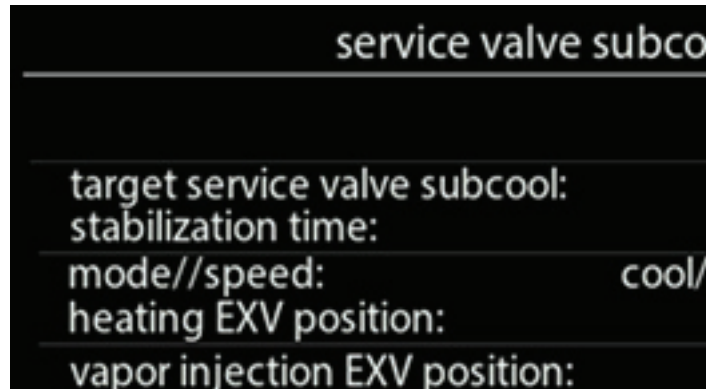 service valve subco
target service valve subcool:
stabilization time:
mode//speed: cool/
heating EXV position:
vapor injection EXV position: